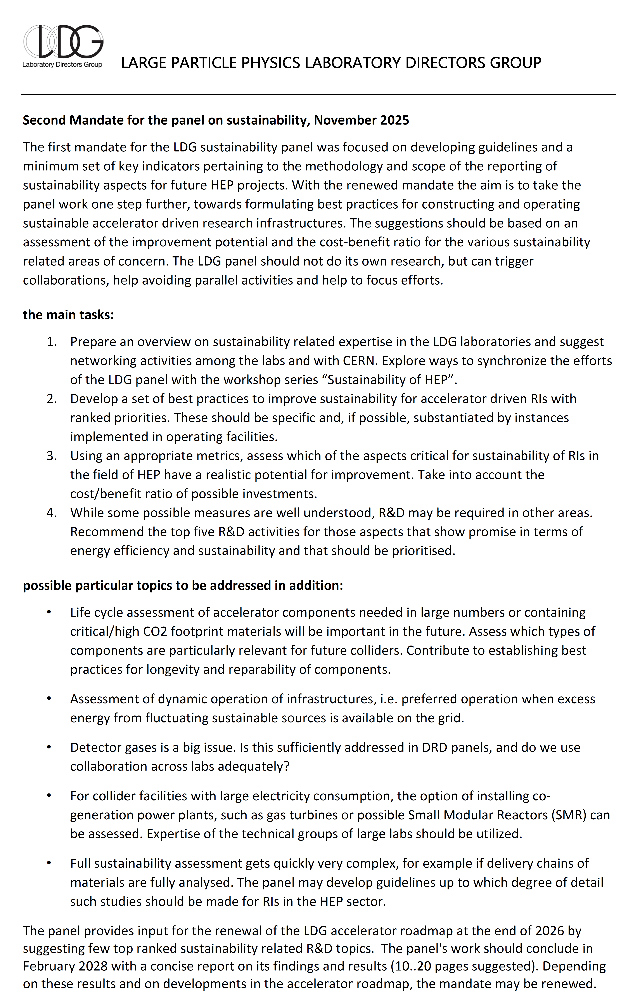 LDG
Laboratory Directors Group
LARGE PARTICLE PHYSICS LABORATORY DIRECTORS GROUP
Second Mandate for the panel on sustainability, November 2025
The first mandate for the LDG sustainability panel was focused on developing guidelines and a
minimum set of key indicators pertaining to the methodology and scope of the reporting of
sustainability aspects for future HEP projects. With the renewed mandate the aim is to take the
panel work one step further, towards formulating best practices for constructing and operating
sustainable accelerator driven research infrastructures. The suggestions should be based on an
assessment of the improvement potential and the cost-benefit ratio for the various sustainability
related areas of concern. The LDG panel should not do its own research, but can trigger
collaborations, help avoiding parallel activities and help to focus efforts.
the main tasks:
1. Prepare an overview on sustainability related expertise in the LDG laboratories and suggest
networking activities among the labs and with CERN. Explore ways to synchronize the efforts
of the LDG panel with the workshop series “Sustainability of HEP”.
2. Develop a set of best practices to improve sustainability for accelerator driven RIs with
ranked priorities. These should be specific and, if possible, substantiated by instances
implemented in operating facilities.
3. Using an appropriate metrics, assess which of the aspects critical for sustainability of RIs in
the field of HEP have a realistic potential for improvement. Take into account the
cost/benefit ratio of possible investments.
4. While some possible measures are well understood, R&D may be required in other areas.
Recommend the top five R&D activities for those aspects that show promise in terms of
energy efficiency and sustainability and that should be prioritised.
possible particular topics to be addressed in addition:
• Life cycle assessment of accelerator components needed in large numbers or containing
critical/high CO2 footprint materials will be important in the future. Assess which types of
components are particularly relevant for future colliders. Contribute to establishing best
practices for longevity and reparability of components.
• Assessment of dynamic operation of infrastructures, i.e. preferred operation when excess
energy from fluctuating sustainable sources is available on the grid.
• Detector gases is a big issue. Is this sufficiently addressed in DRD panels, and do we use
collaboration across labs adequately?
• For collider facilities with large electricity consumption, the option of installing co-
generation power plants, such as gas turbines or possible Small Modular Reactors (SMR) can
be assessed. Expertise of the technical groups of large labs should be utilized.
• Full sustainability assessment gets quickly very complex, for example if delivery chains of
materials are fully analysed. The panel may develop guidelines up to which degree of detail
such studies should be made for RIs in the HEP sector.
The panel provides input for the renewal of the LDG accelerator roadmap at the end of 2026 by
suggesting few top ranked sustainability related R&D topics.  The panel's work should conclude in
February 2028 with a concise report on its findings and results (10..20 pages suggested). Depending
on these results and on developments in the accelerator roadmap, the mandate may be renewed.